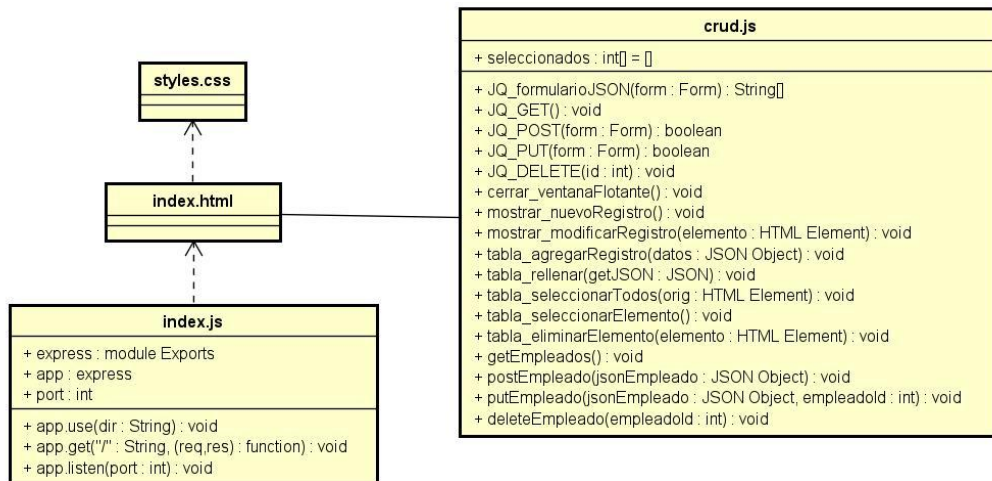 styles.css
index.html
index.js
+ express : module Exports
+ app : express
+ port : int
+ app.use(dir : String) : void
+ app.get("/" : String, (req,res) : function) : void
+ app.listen(port : int) : void
crud.js
+ seleccionados : int[] = []
+ JQ_formularioJSON(form : Form) : String[]
+ JQ_GET() : void
+ JQ_POST(form : Form) : boolean
+ JQ_PUT(form : Form) : boolean
+ JQ_DELETE(id : int) : void
+ cerrar_ventanaFlotante() : void
+ mostrar_nuevoRegistro() : void
+ mostrar_modificarRegistro(elemento : HTML Element) : void
+ tabla_agregarRegistro(datos : JSON Object) : void
+ tabla_rellenar(getJSON : JSON) : void
+ tabla_seleccionarTodos(orig : HTML Element) : void
+ tabla_seleccionarElemento() : void
+ tabla_eliminarElemento(elemento : HTML Element) : void
+ getEmpleados() : void
+ postEmpleado(jsonEmpleado : JSON Object) : void
+ putEmpleado(jsonEmpleado : JSON Object, empleadoId : int) : void
+ deleteEmpleado(empleadoId : int) : void